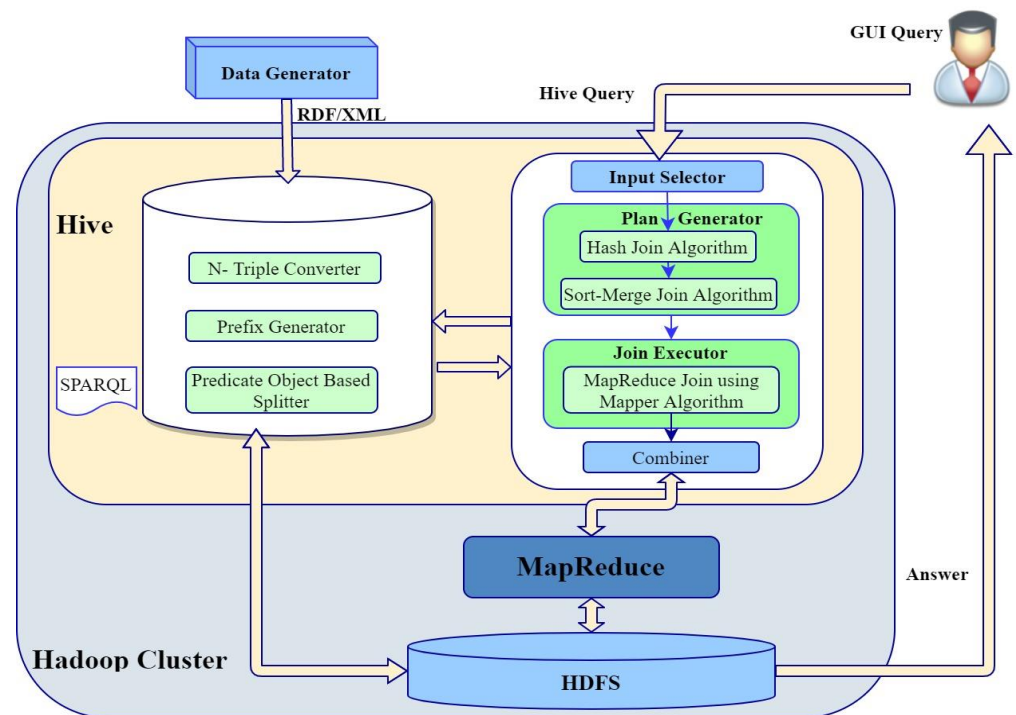 GUI Query
Data Generator
Hive Query
RDF/XML
Input Selector
Hive
Plan Generator
Hash Join Algorithm
N- Triple Converter
Sort-Merge Join Algorithm
Prefix Generator
Join Executor
SPARQL
Predicate Object Based
Splitter
MapReduce Join using
Mapper Algorithm
Combiner
MapReduce
Answer
Hadoop Cluster
HDFS